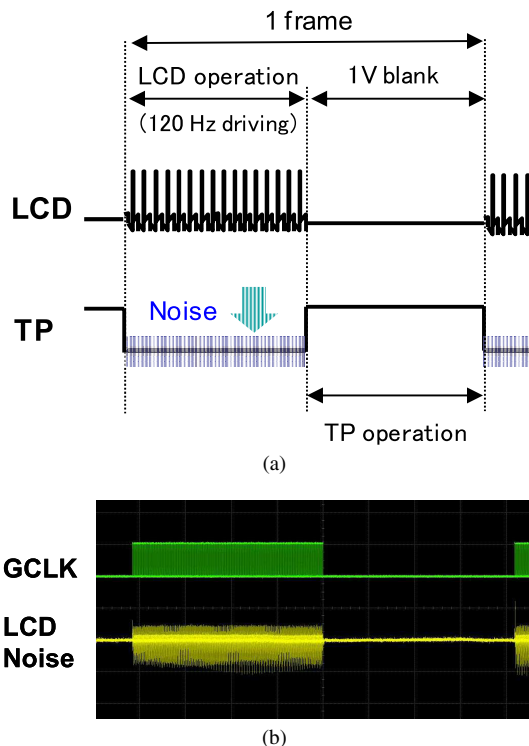 1 frame
LCD operation
1V blank
(120 Hz driving)
LCD
Noise
TP
TP operation
(a)
GCLK
LCD
Noise
(b)